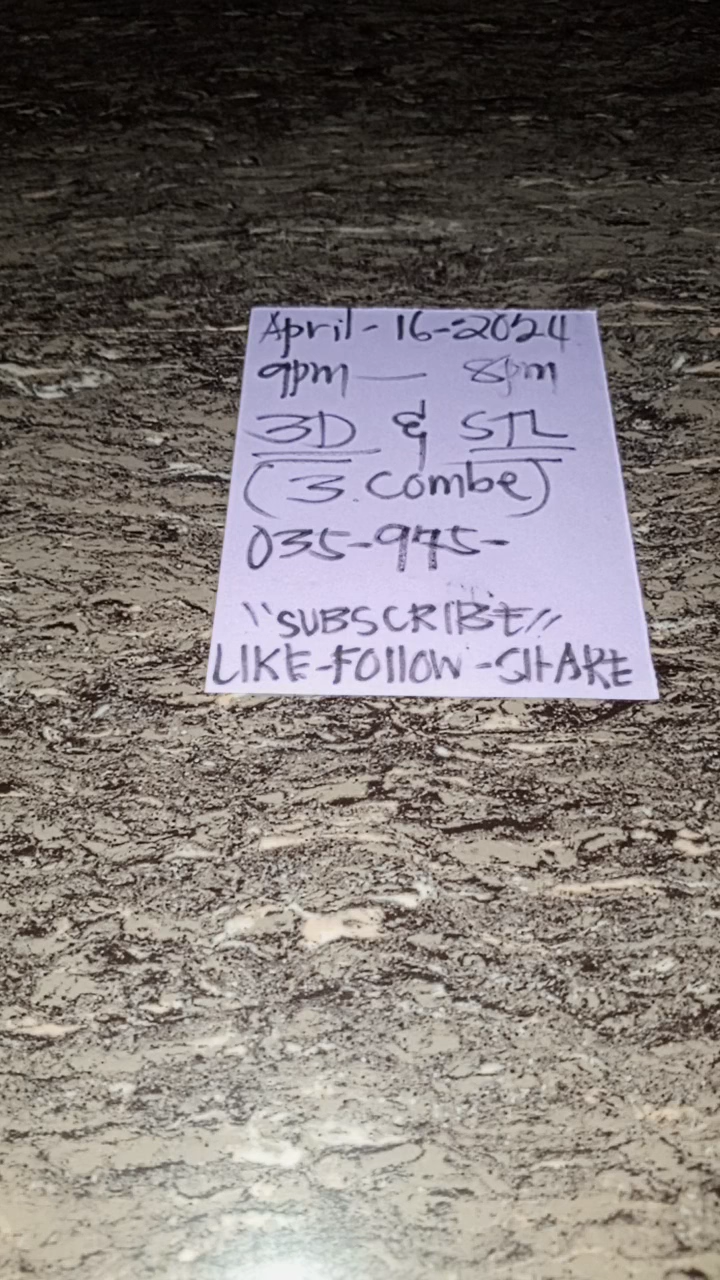 April-16-2024
9pm — 8pm
3D & STL
(3.Combe)
035-975-
"SUBSCRIBE"
LIKE-FOllOW-SHARE